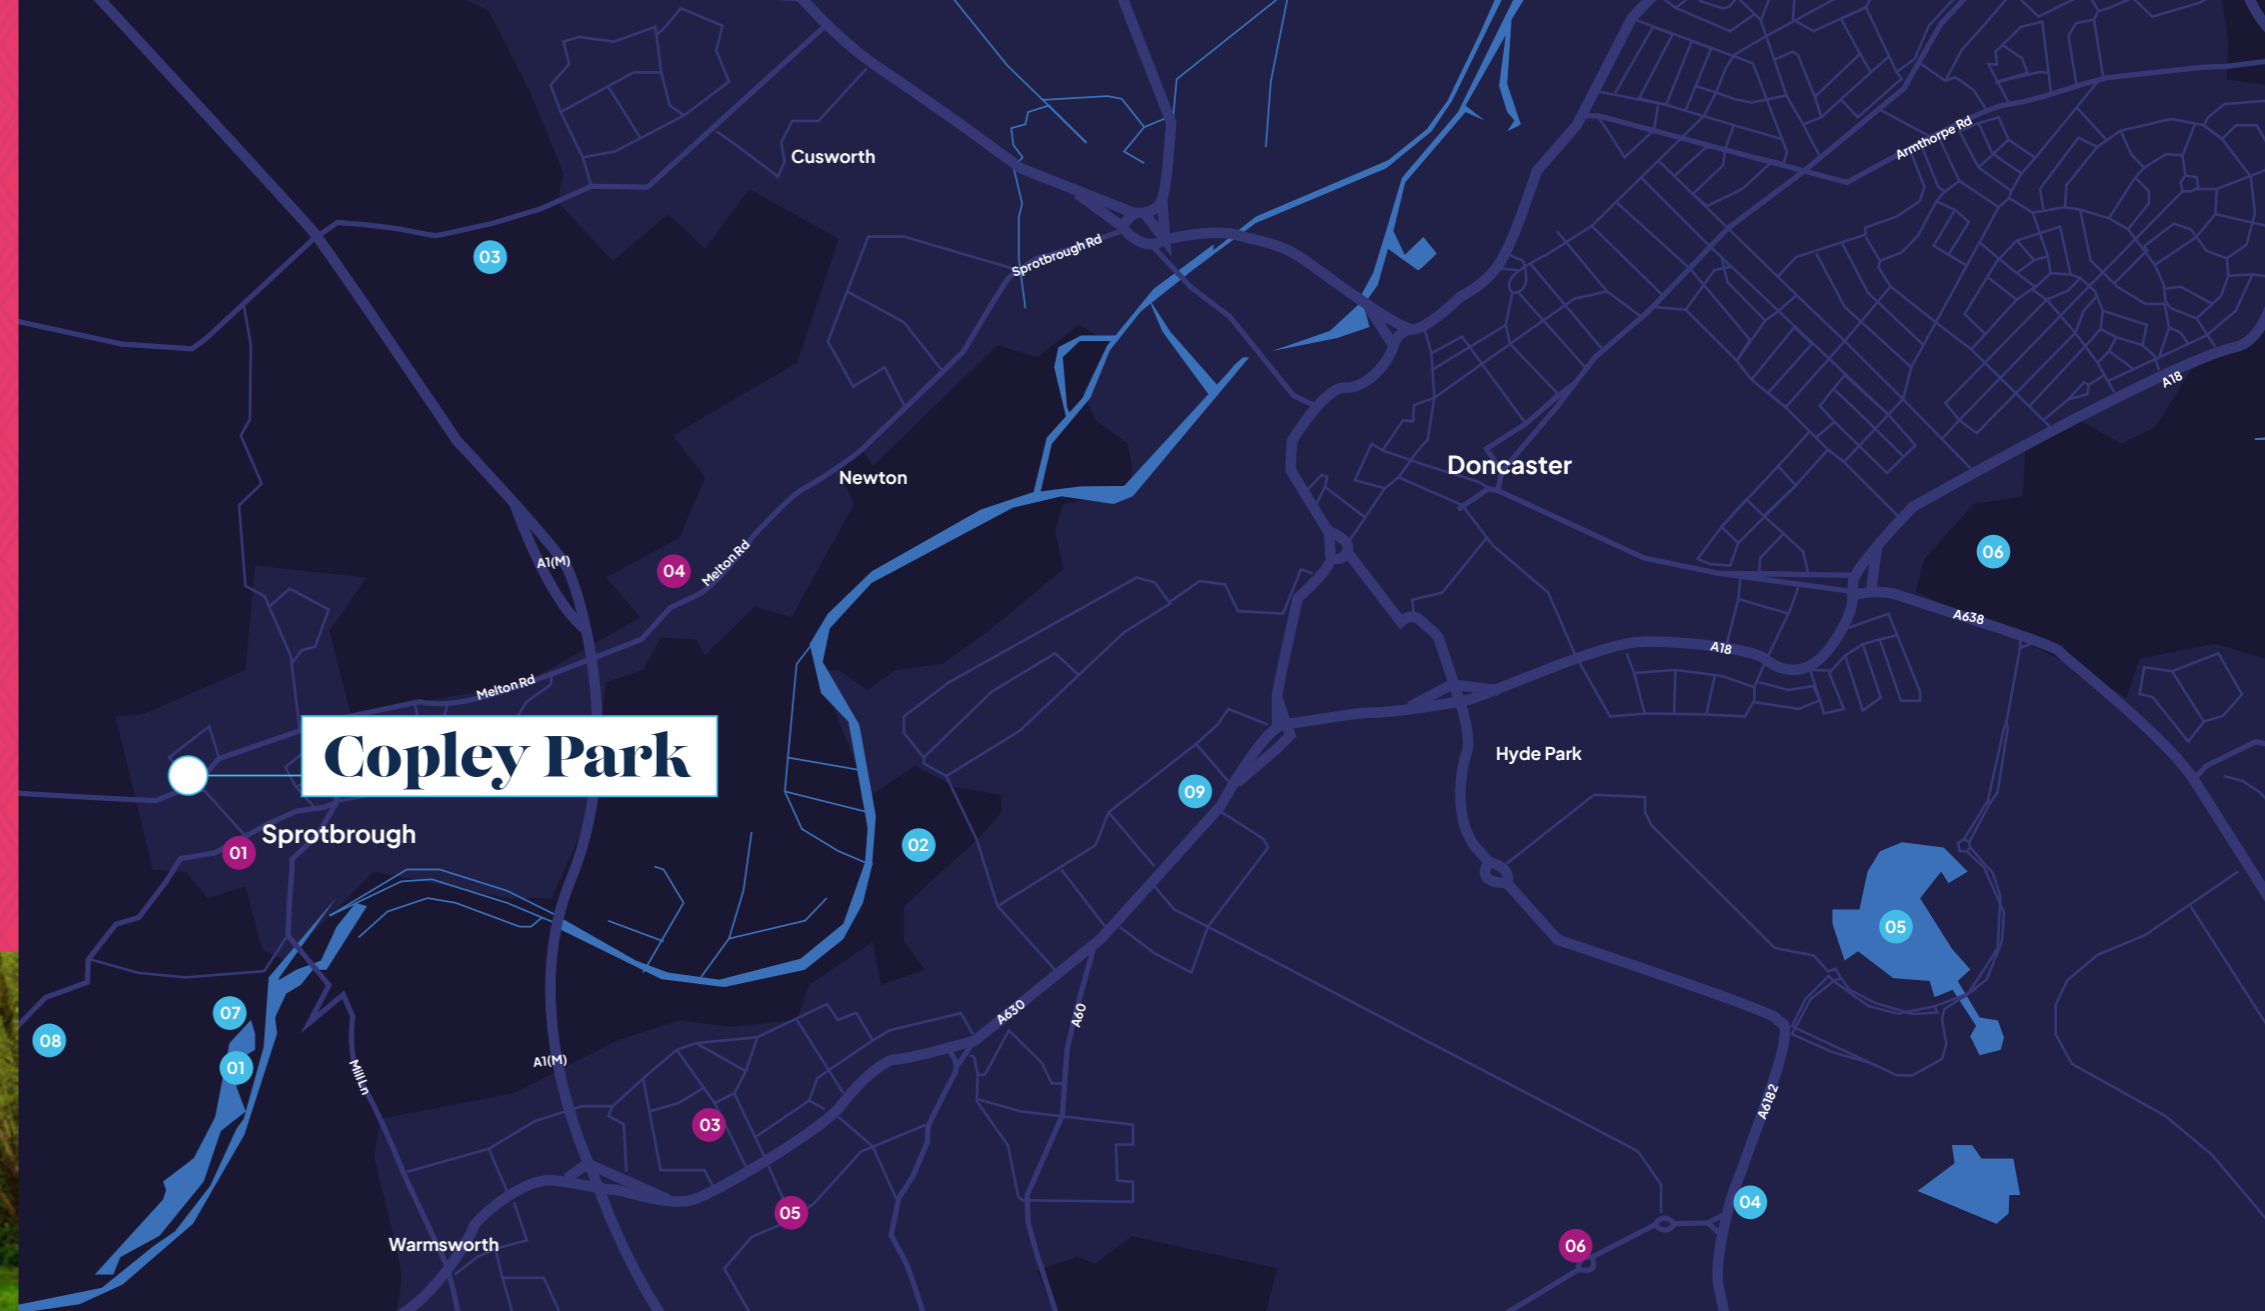 Armthorpe Rd
Cusworth
Sprotbrough Rd
03
A18
Doncaster
Newton
06
A1(M)
04
Melton Rd
A638
A18
Melton Rd
Copley Park
Hyde Park
09
Sprotbrough
01
02
05
A630
A60
07
08
01
A1(M)
Mill Ln
A6182
03
04
05
Warmsworth
06